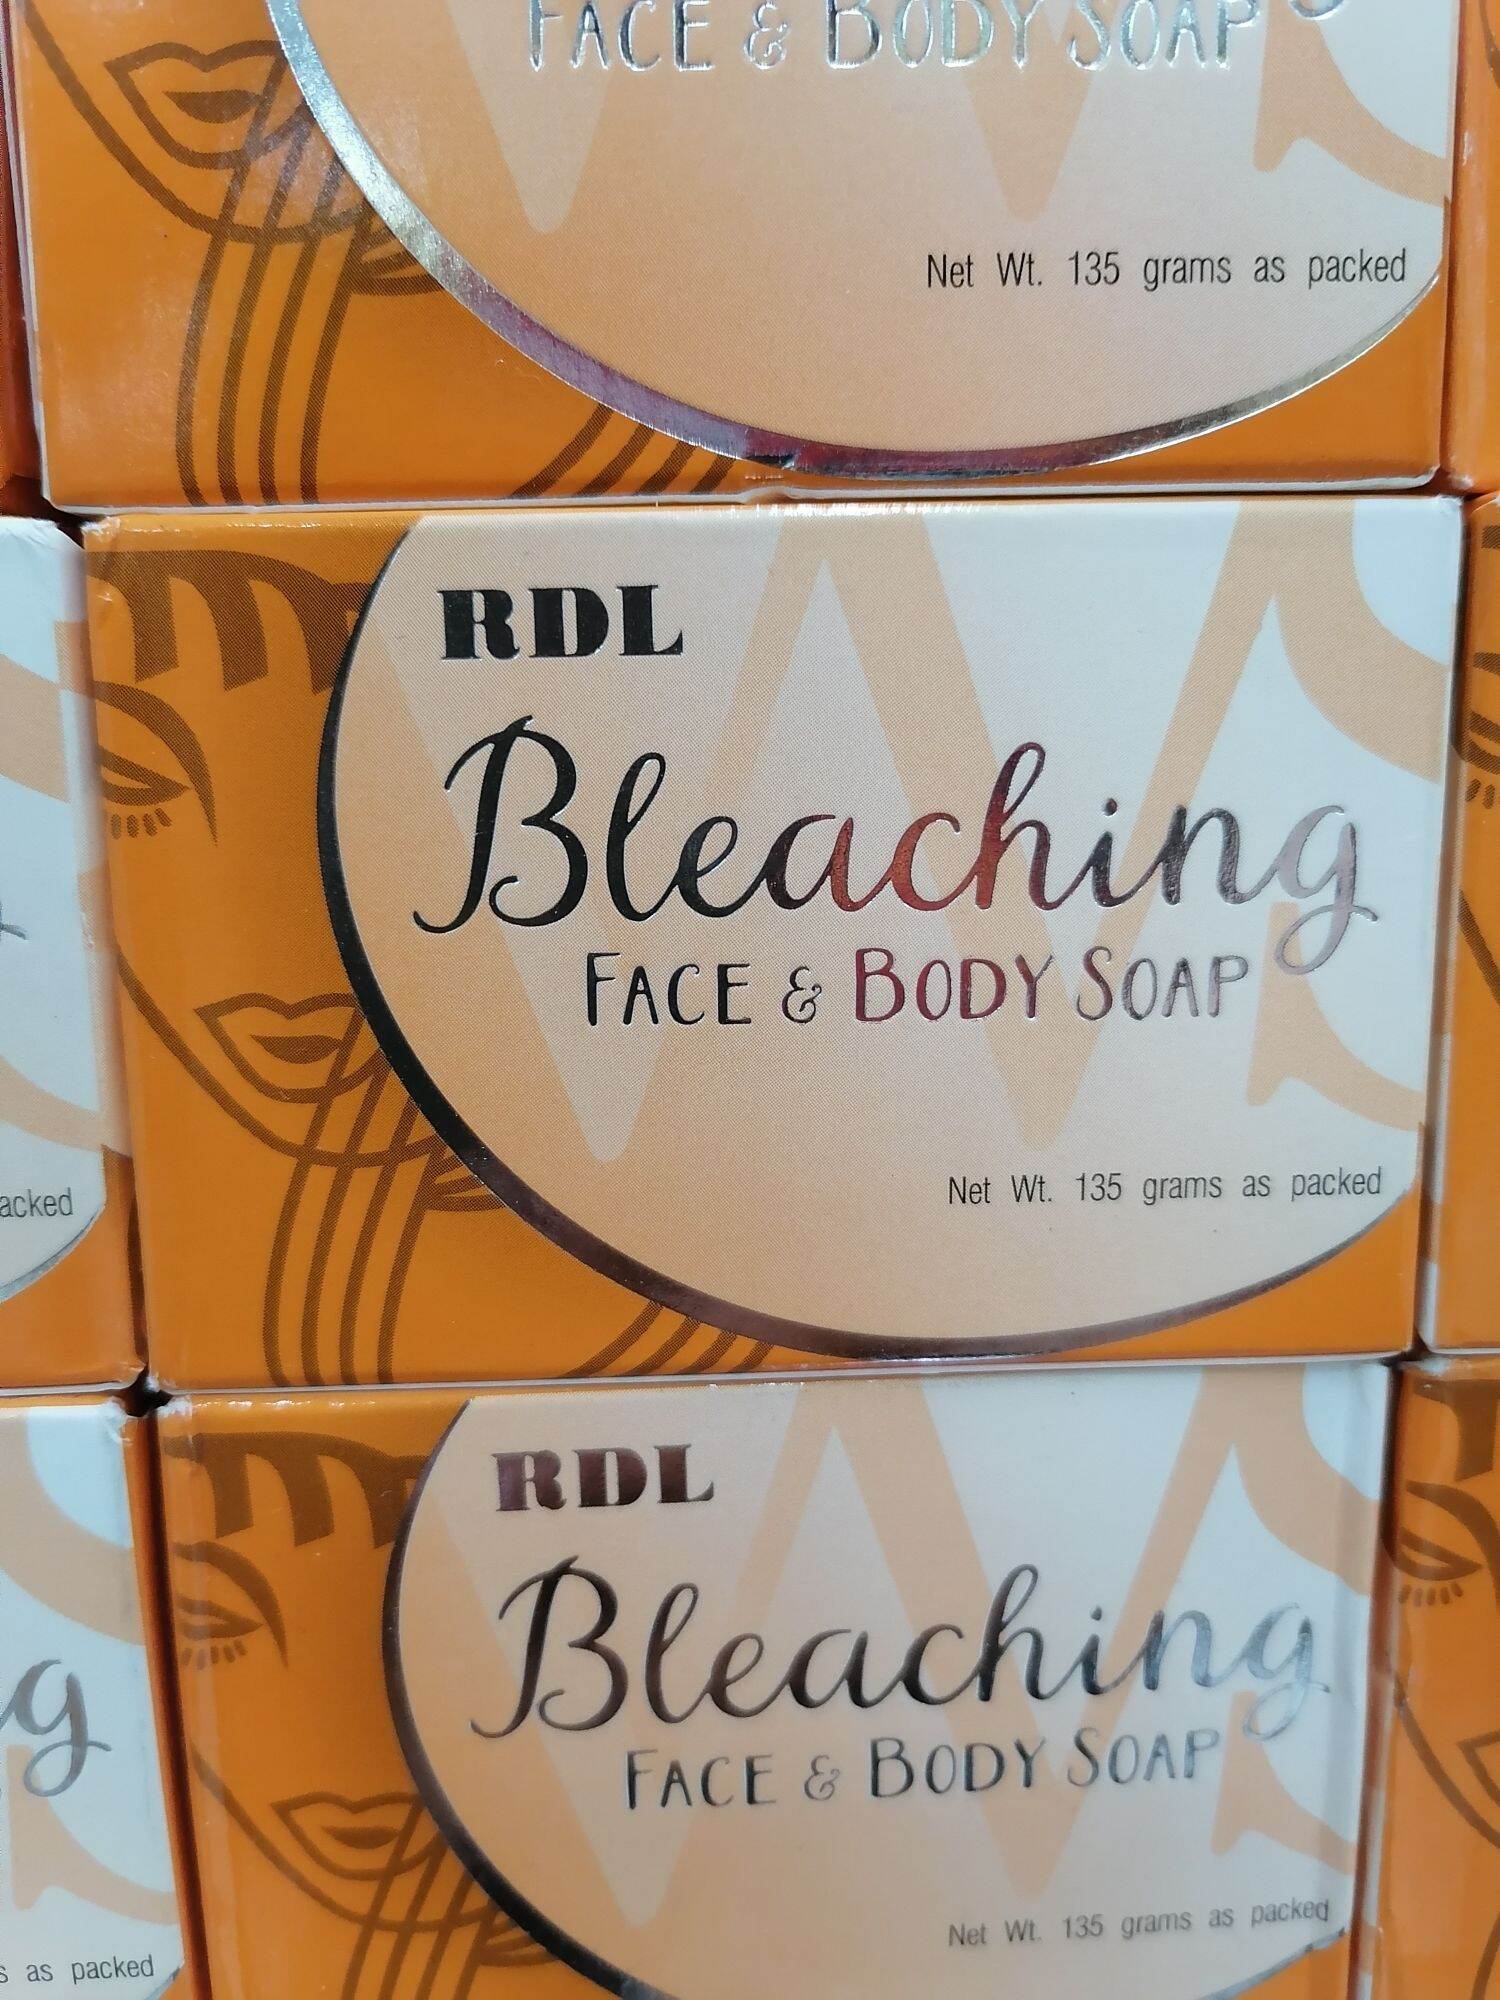 FACE & BODY SOAP
Net Wt. 135 grams as packed
RDL
Bleaching
FACE & BODY SOAP
Net Wt. 135 grams as packed
acked
RDL
Bleaching
FACE & BODY SOAP
Net Wt. 135 grams as packed
g
s as packed